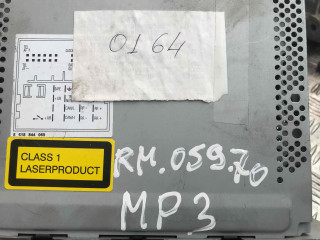 0164
CLASS 1
LASERPRODUCT
RM.059.70
MP3